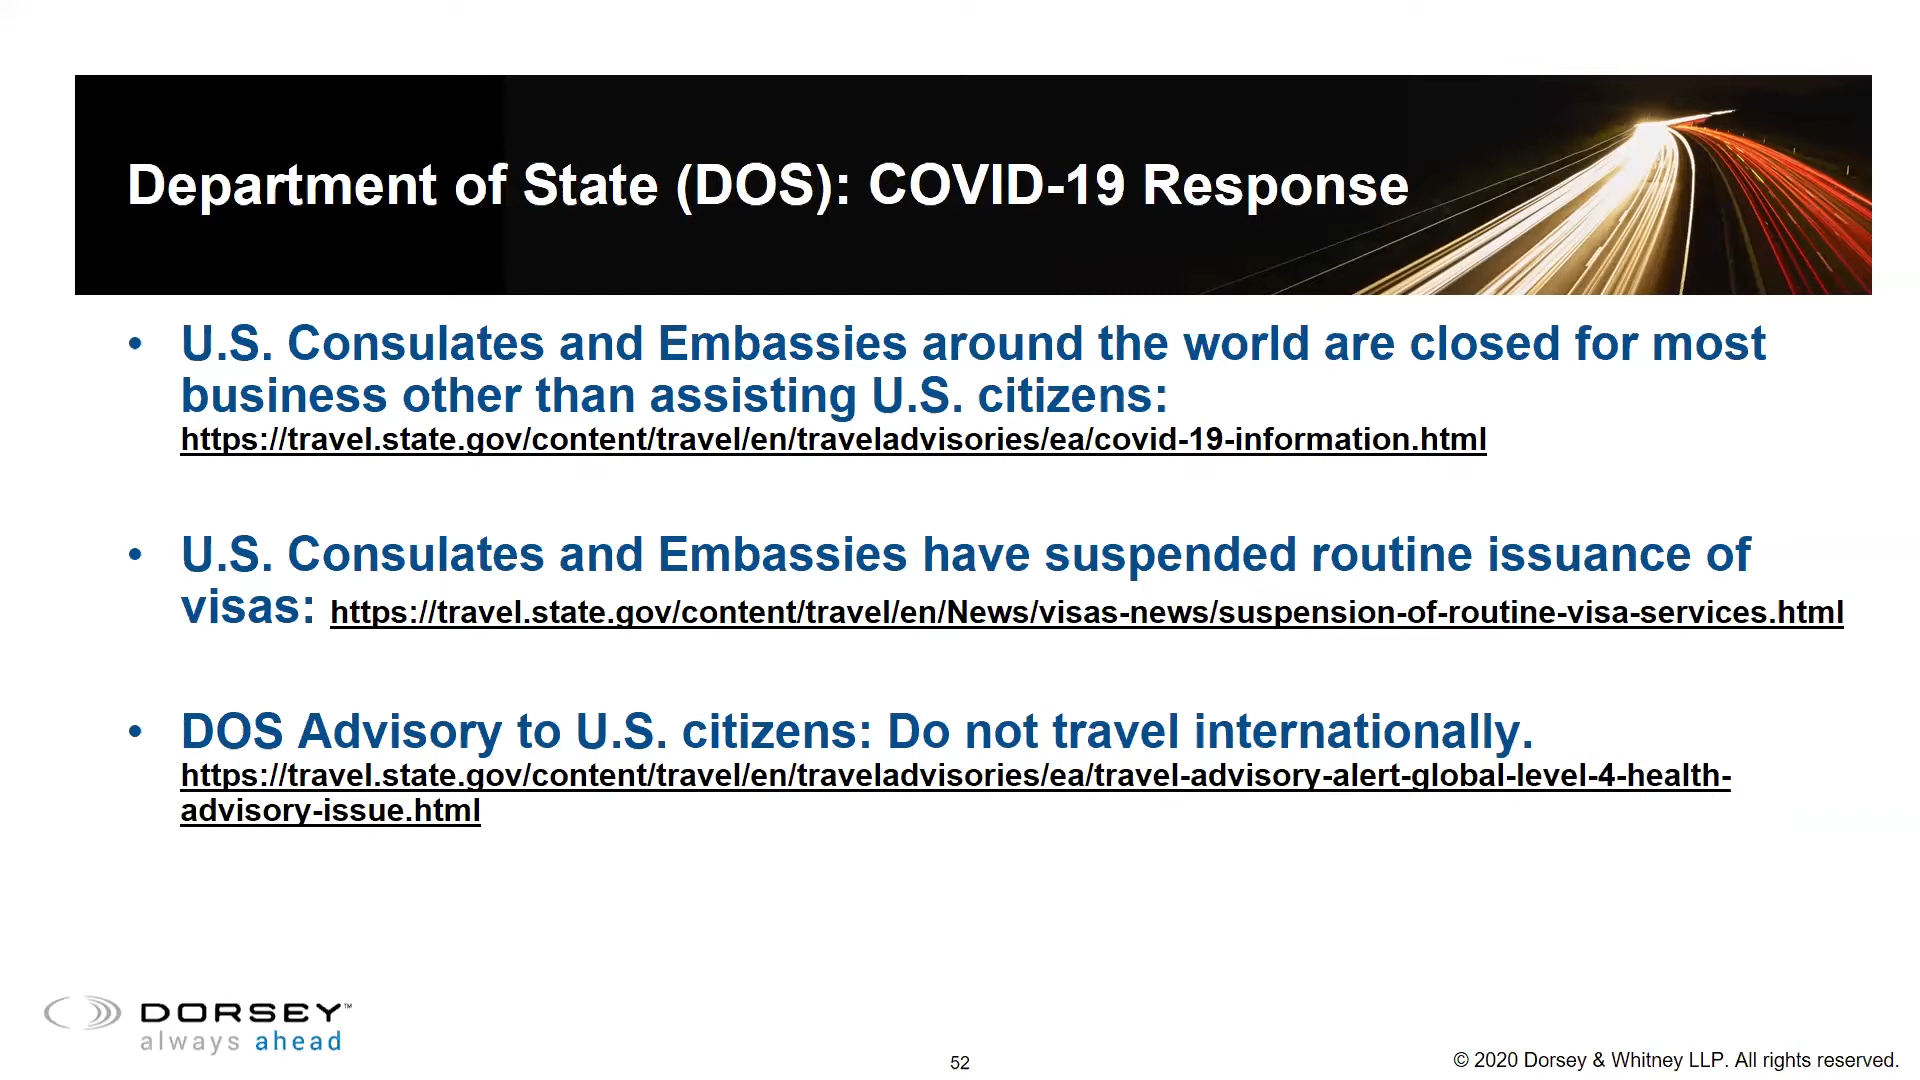 Department of State (DOS): COVID-19 Response
• U.S. Consulates and Embassies around the world are closed for most
business other than assisting U.S. citizens:
https://travel.state.gov/content/travel/en/traveladvisories/ea/covid-19-information.html
• U.S. Consulates and Embassies have suspended routine issuance of
visas: https://travel.state.gov/content/travel/en/News/visas-news/suspension-of-routine-visa-services.html
• DOS Advisory to U.S. citizens: Do not travel internationally.
https://travel.state.gov/content/travel/en/traveladvisories/ea/travel-advisory-alert-global-level-4-health-
advisory-issue.html
DORSEY™
always ahead
52
© 2020 Dorsey & Whitney LLP. All rights reserved.